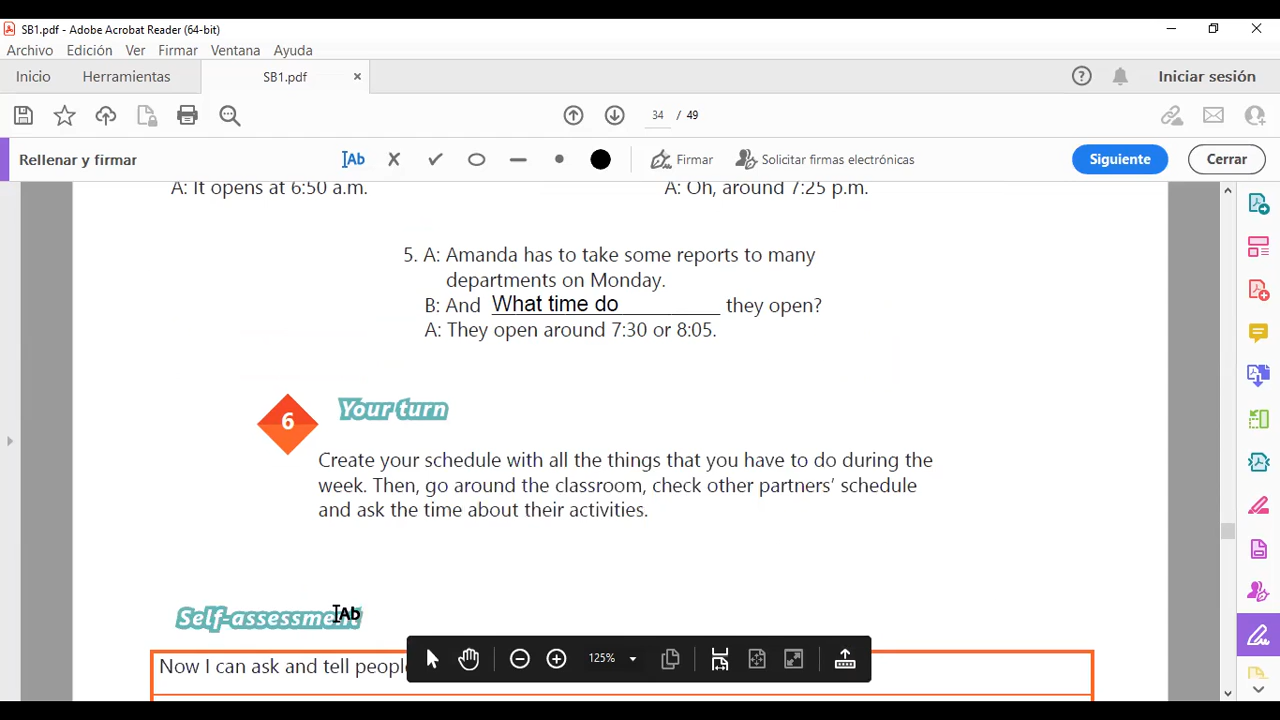 SB1.pdf - Adobe Acrobat Reader (64-bit)
Archivo Edición Ver Firmar Ventana Ayuda
Inicio Herramientas SB1.pdf × Iniciar sesión
34 / 49
Rellenar y firmar Ab Firmar Solicitar firmas electrónicas Siguiente Cerrar
A: It opens at 6:50 a.m. A: Oh, around 7:25 p.m.
5. A: Amanda has to take some reports to many
departments on Monday.
B: And What time do they open?
A: They open around 7:30 or 8:05.
6 Your turn
Create your schedule with all the things that you have to do during the
week. Then, go around the classroom, check other partners’ schedule
and ask the time about their activities.
Self-assessment Ab
Now I can ask and tell people
125%